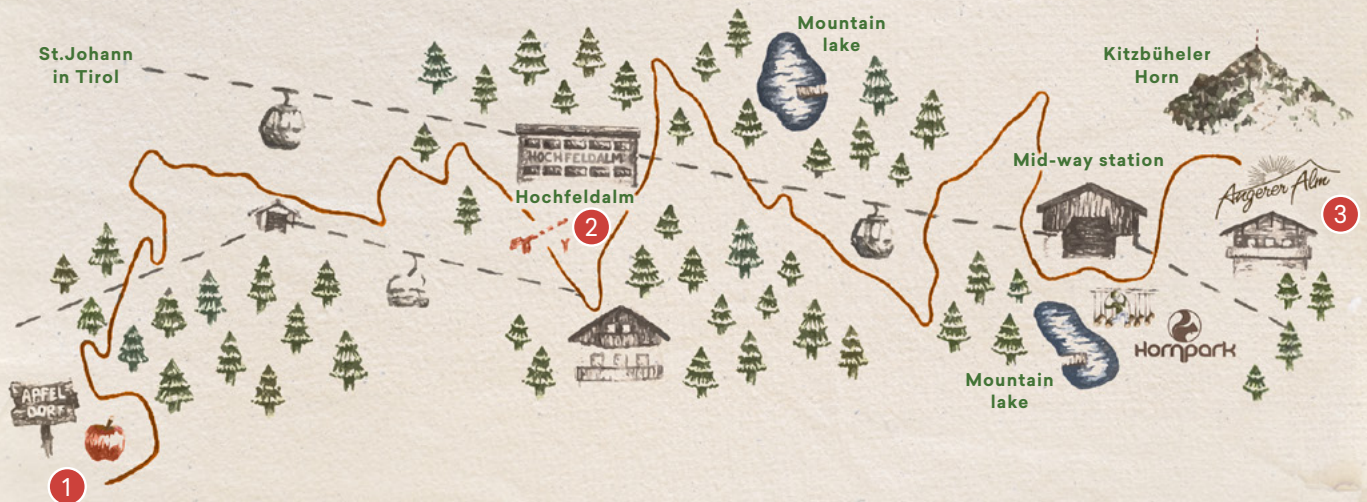 St.Johann
in Tirol
HOCHFELDALM
Hochfeldalm
2
Mountain
lake
Kitzbüheler
Horn
Mid-way station
Angerer Alm
3
Hornpark
Mountain
lake
APFEL
DORF
1